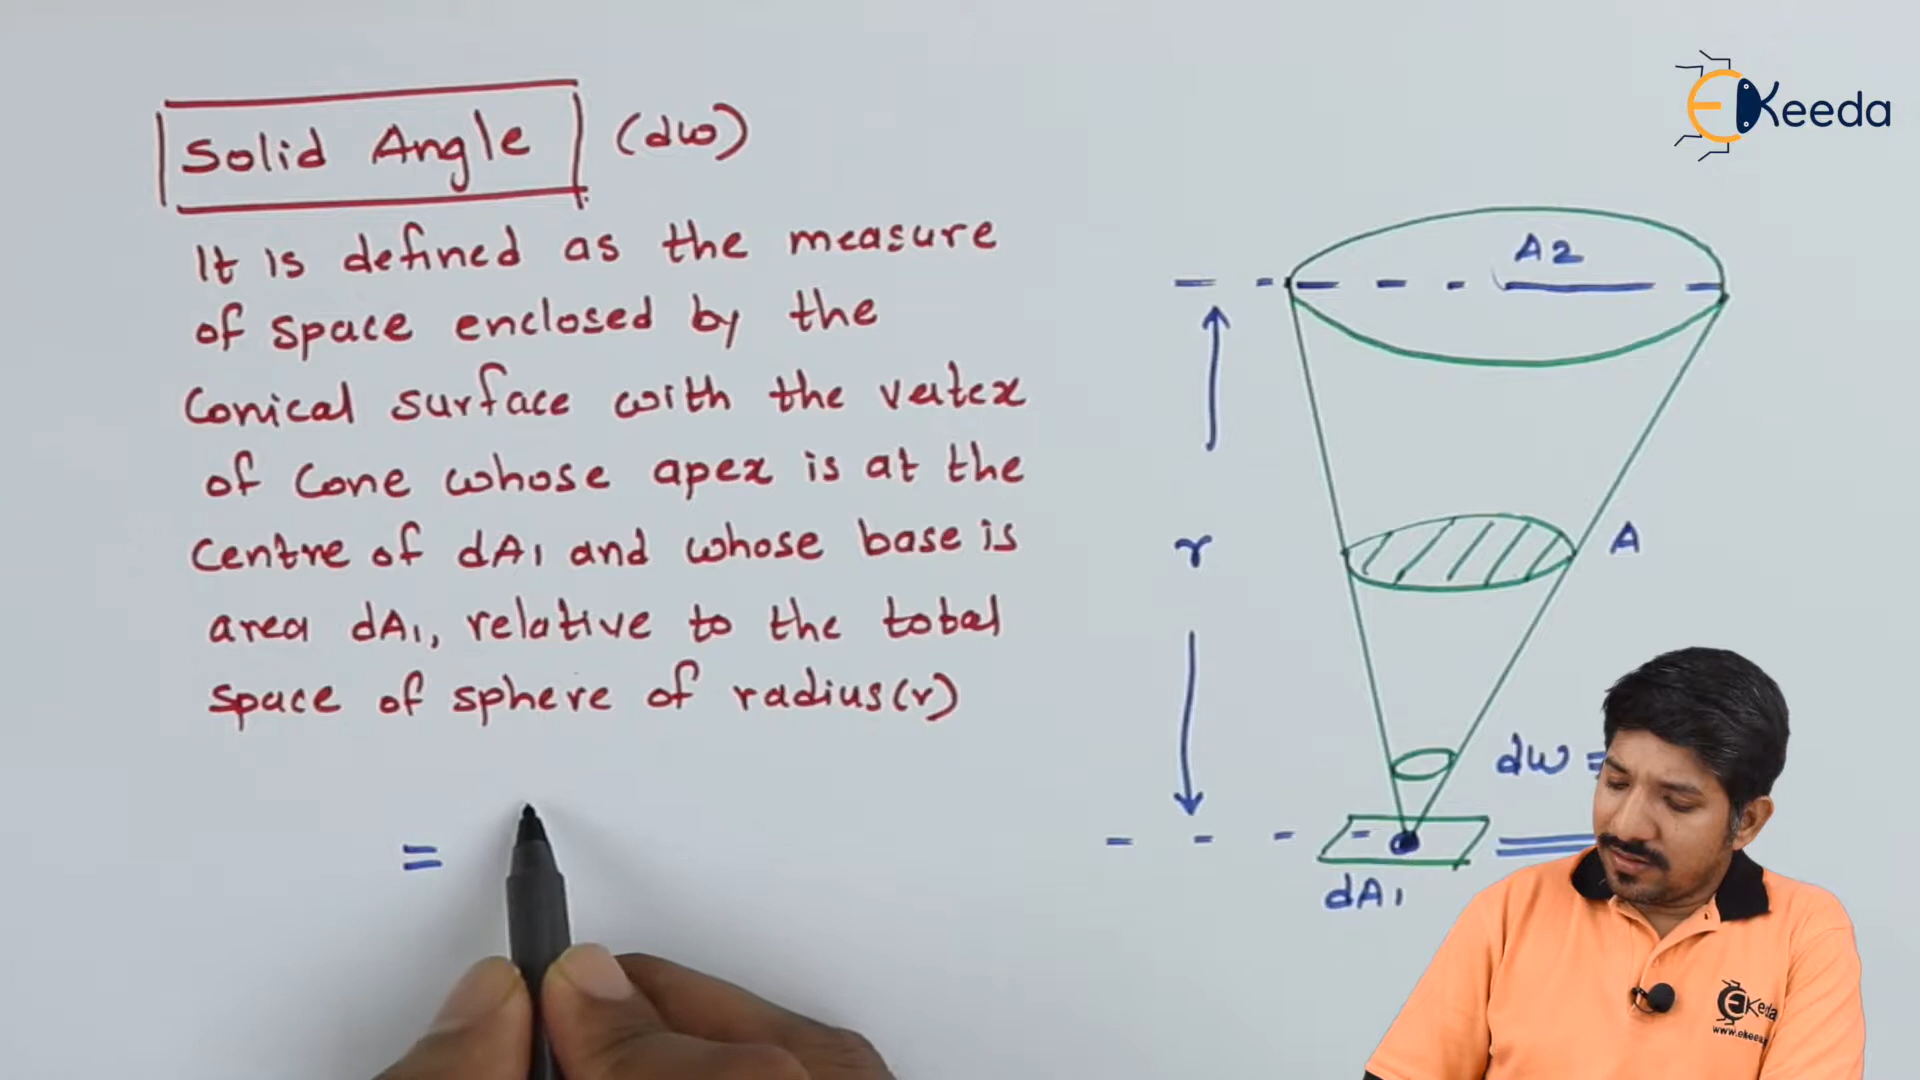 Solid Angle (dω)
It is defined as the measure
of space enclosed by the
Conical surface with the vertex
of Cone whose apex is at the
Centre of dA1 and whose base is
area dA1, relative to the total
space of sphere of radius(r)
=
EKeeda
A2
r
A
dω =
dA1
EKeeda